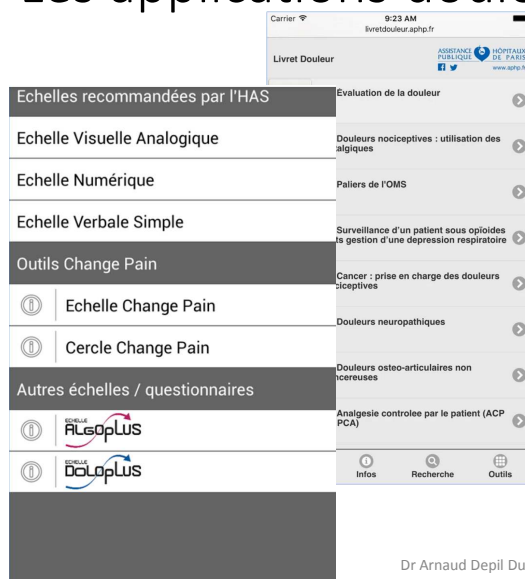 Les applications
Carrier 9:23 AM
livretdouleur.aphp.fr
Livret Douleur
ASSISTANCE PUBLIQUE HÔPITAUX DE PARIS
www.aphp.fr
Echelles recommandées par l'HAS
Echelle Visuelle Analogique
Echelle Numérique
Echelle Verbale Simple
Outils Change Pain
Echelle Change Pain
Cercle Change Pain
Autres échelles / questionnaires
ECHELLE ALGOPLUS
ECHELLE DOLOPLUS
Evaluation de la douleur
Douleurs nociceptives : utilisation des
talgiques
Paliers de l'OMS
Surveillance d'un patient sous opïoides
ts gestion d'une depression respiratoire
Cancer : prise en charge des douleurs
ciceptives
Douleurs neuropathiques
Douleurs osteo-articulaires non
ncereuses
Analgesie controlee par le patient (ACP
PCA)
Infos Recherche Outils
Dr Arnaud Depil Du